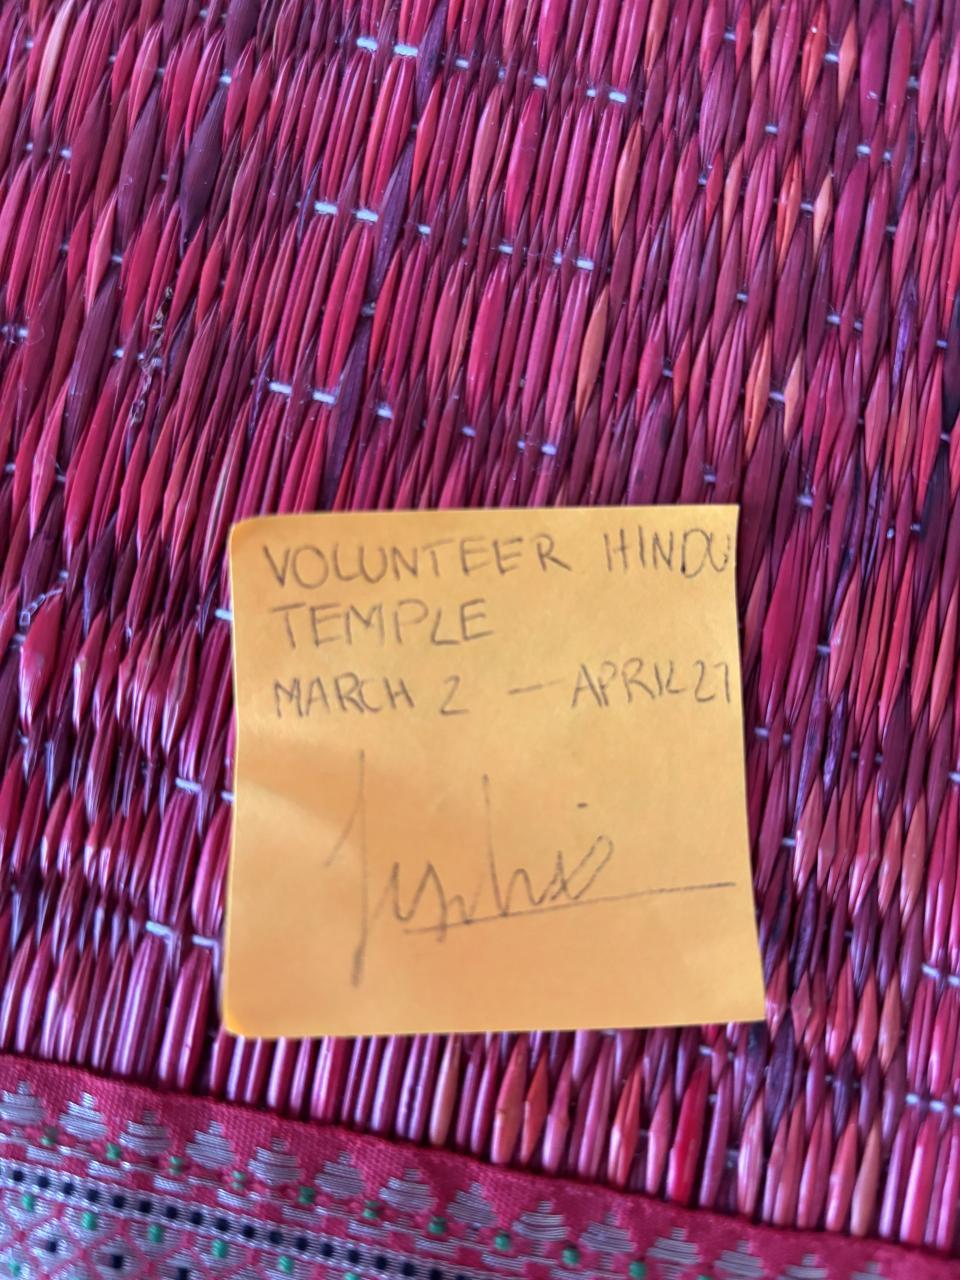 VOLUNTEER HINDU
TEMPLE
MARCH 2 — APRIL 27